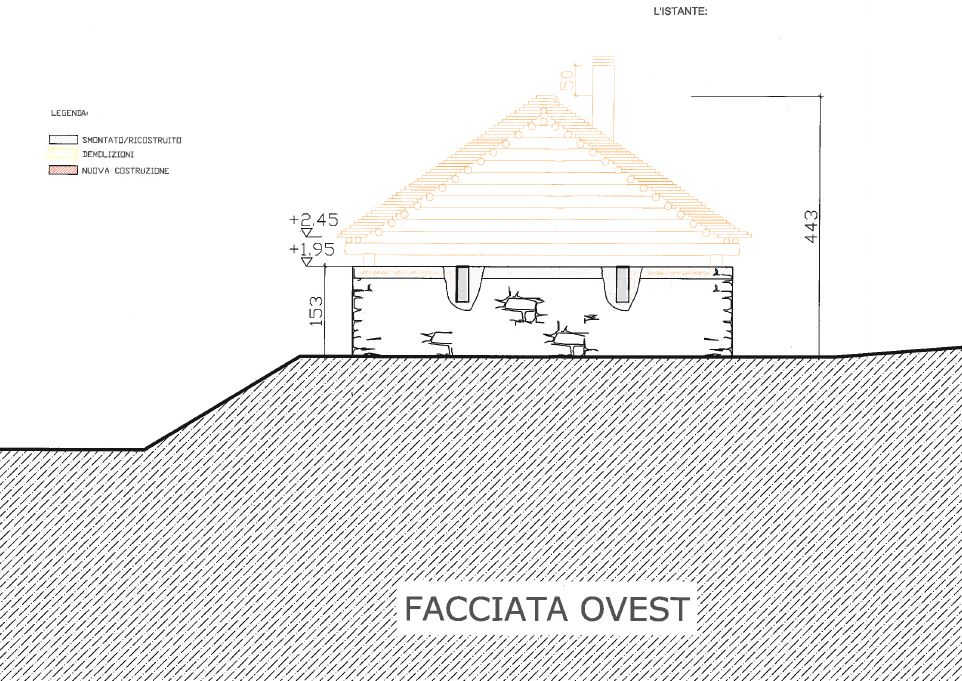 L'ISTANTE:
50
LEGENDA:
SMONTATO/RICOSTRUITO
DEMOLIZIONI
NUOVA COSTRUZIONE
+2.45
+1.95
443
153
FACCIATA OVEST